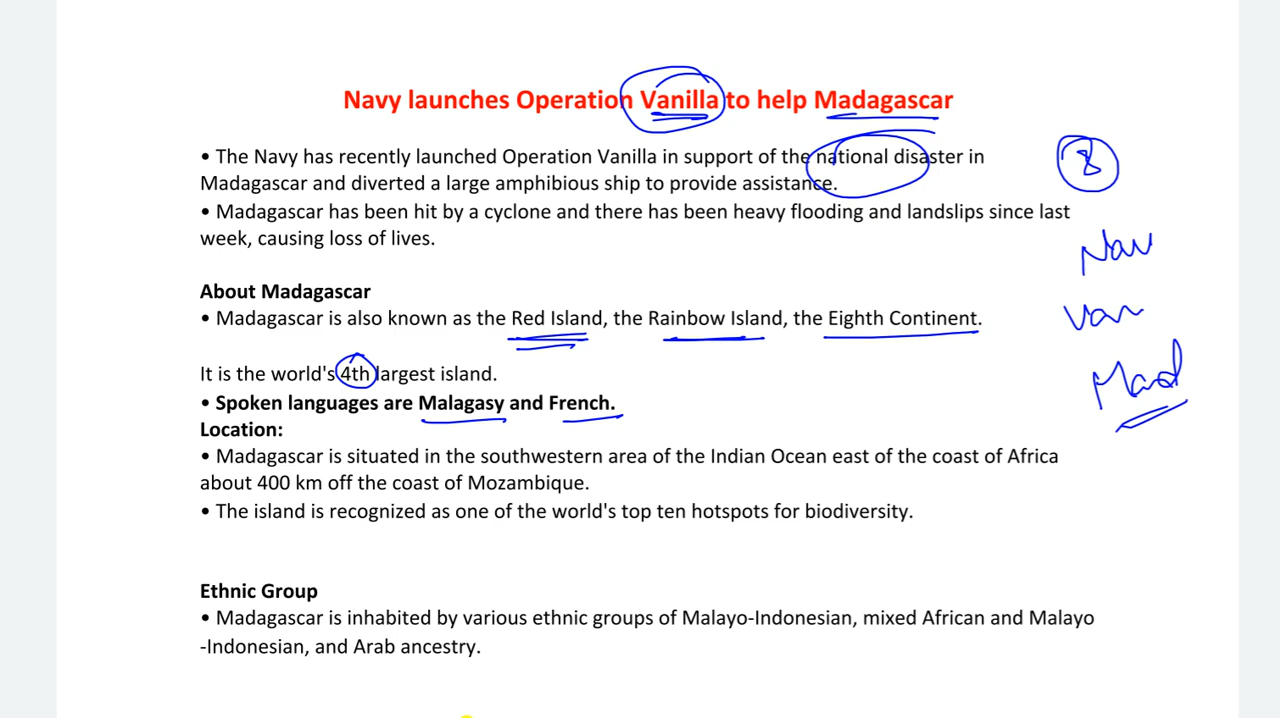 Navy launches Operation Vanilla to help Madagascar
• The Navy has recently launched Operation Vanilla in support of the national disaster in
Madagascar and diverted a large amphibious ship to provide assistance.
• Madagascar has been hit by a cyclone and there has been heavy flooding and landslips since last
week, causing loss of lives.
8
Nav
Van
Mad
About Madagascar
• Madagascar is also known as the Red Island, the Rainbow Island, the Eighth Continent.
It is the world's 4th largest island.
• Spoken languages are Malagasy and French.
Location:
• Madagascar is situated in the southwestern area of the Indian Ocean east of the coast of Africa
about 400 km off the coast of Mozambique.
• The island is recognized as one of the world's top ten hotspots for biodiversity.
Ethnic Group
• Madagascar is inhabited by various ethnic groups of Malayo-Indonesian, mixed African and Malayo
-Indonesian, and Arab ancestry.